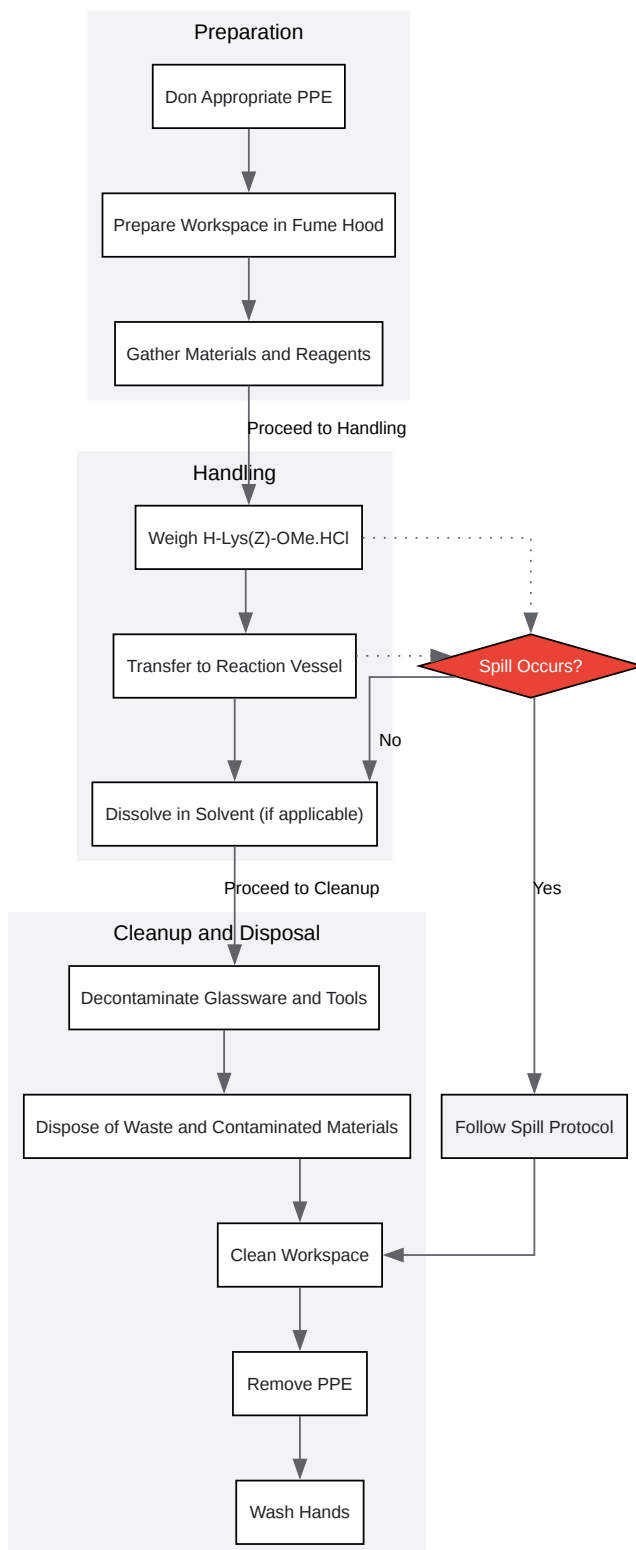 Preparation
Don Appropriate PPE
Prepare Workspace in Fume Hood
Gather Materials and Reagents
Proceed to Handling
Handling
Weigh H-Lys(Z)-OMe.HCl
Transfer to Reaction Vessel
Spill Occurs?
No
Dissolve in Solvent (if applicable)
Proceed to Cleanup
Yes
Cleanup and Disposal
Decontaminate Glassware and Tools
Dispose of Waste and Contaminated Materials
Follow Spill Protocol
Clean Workspace
Remove PPE
Wash Hands